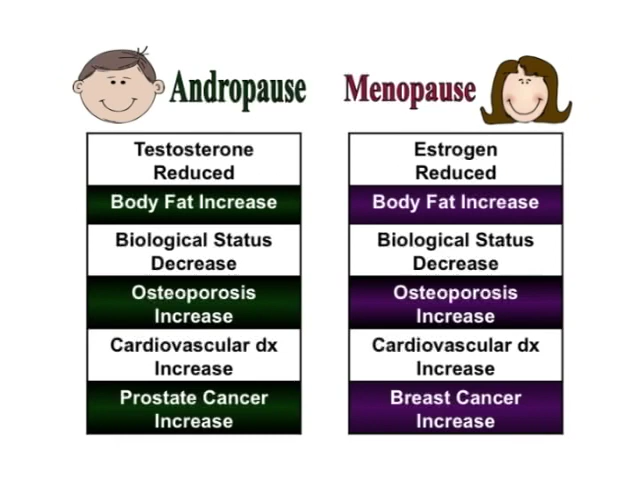 Andropause
Testosterone
Reduced
Body Fat Increase
Biological Status
Decrease
Osteoporosis
Increase
Cardiovascular dx
Increase
Prostate Cancer
Increase
Menopause
Estrogen
Reduced
Body Fat Increase
Biological Status
Decrease
Osteoporosis
Increase
Cardiovascular dx
Increase
Breast Cancer
Increase